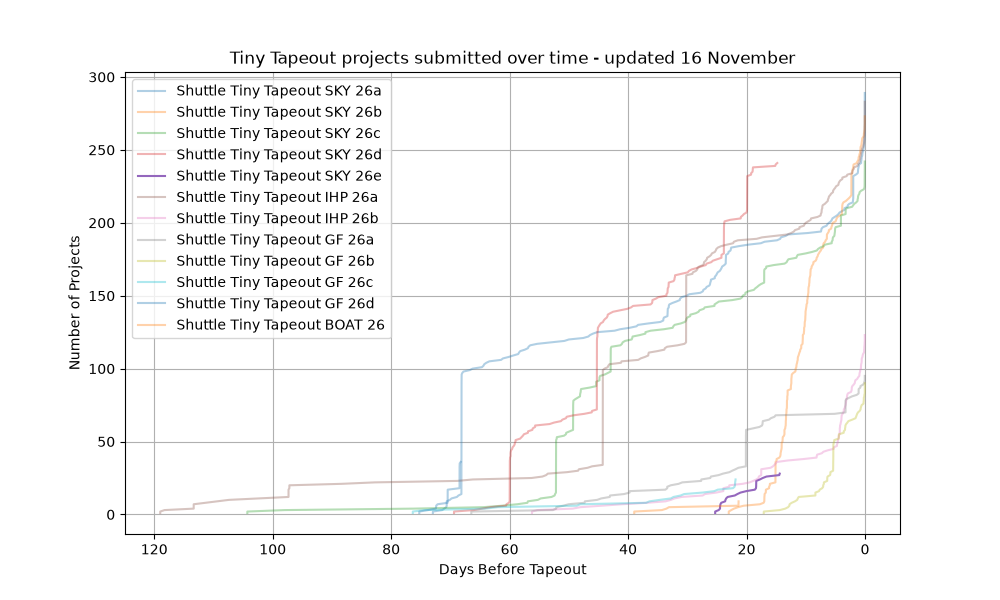 Tiny Tapeout projects submitted over time - updated 16 November
300
250
200
150
100
50
0
Number of Projects
Shuttle Tiny Tapeout SKY 26a
Shuttle Tiny Tapeout SKY 26b
Shuttle Tiny Tapeout SKY 26c
Shuttle Tiny Tapeout SKY 26d
Shuttle Tiny Tapeout SKY 26e
Shuttle Tiny Tapeout IHP 26a
Shuttle Tiny Tapeout IHP 26b
Shuttle Tiny Tapeout GF 26a
Shuttle Tiny Tapeout GF 26b
Shuttle Tiny Tapeout GF 26c
Shuttle Tiny Tapeout GF 26d
Shuttle Tiny Tapeout BOAT 26
120 100 80 60 40 20 0
Days Before Tapeout